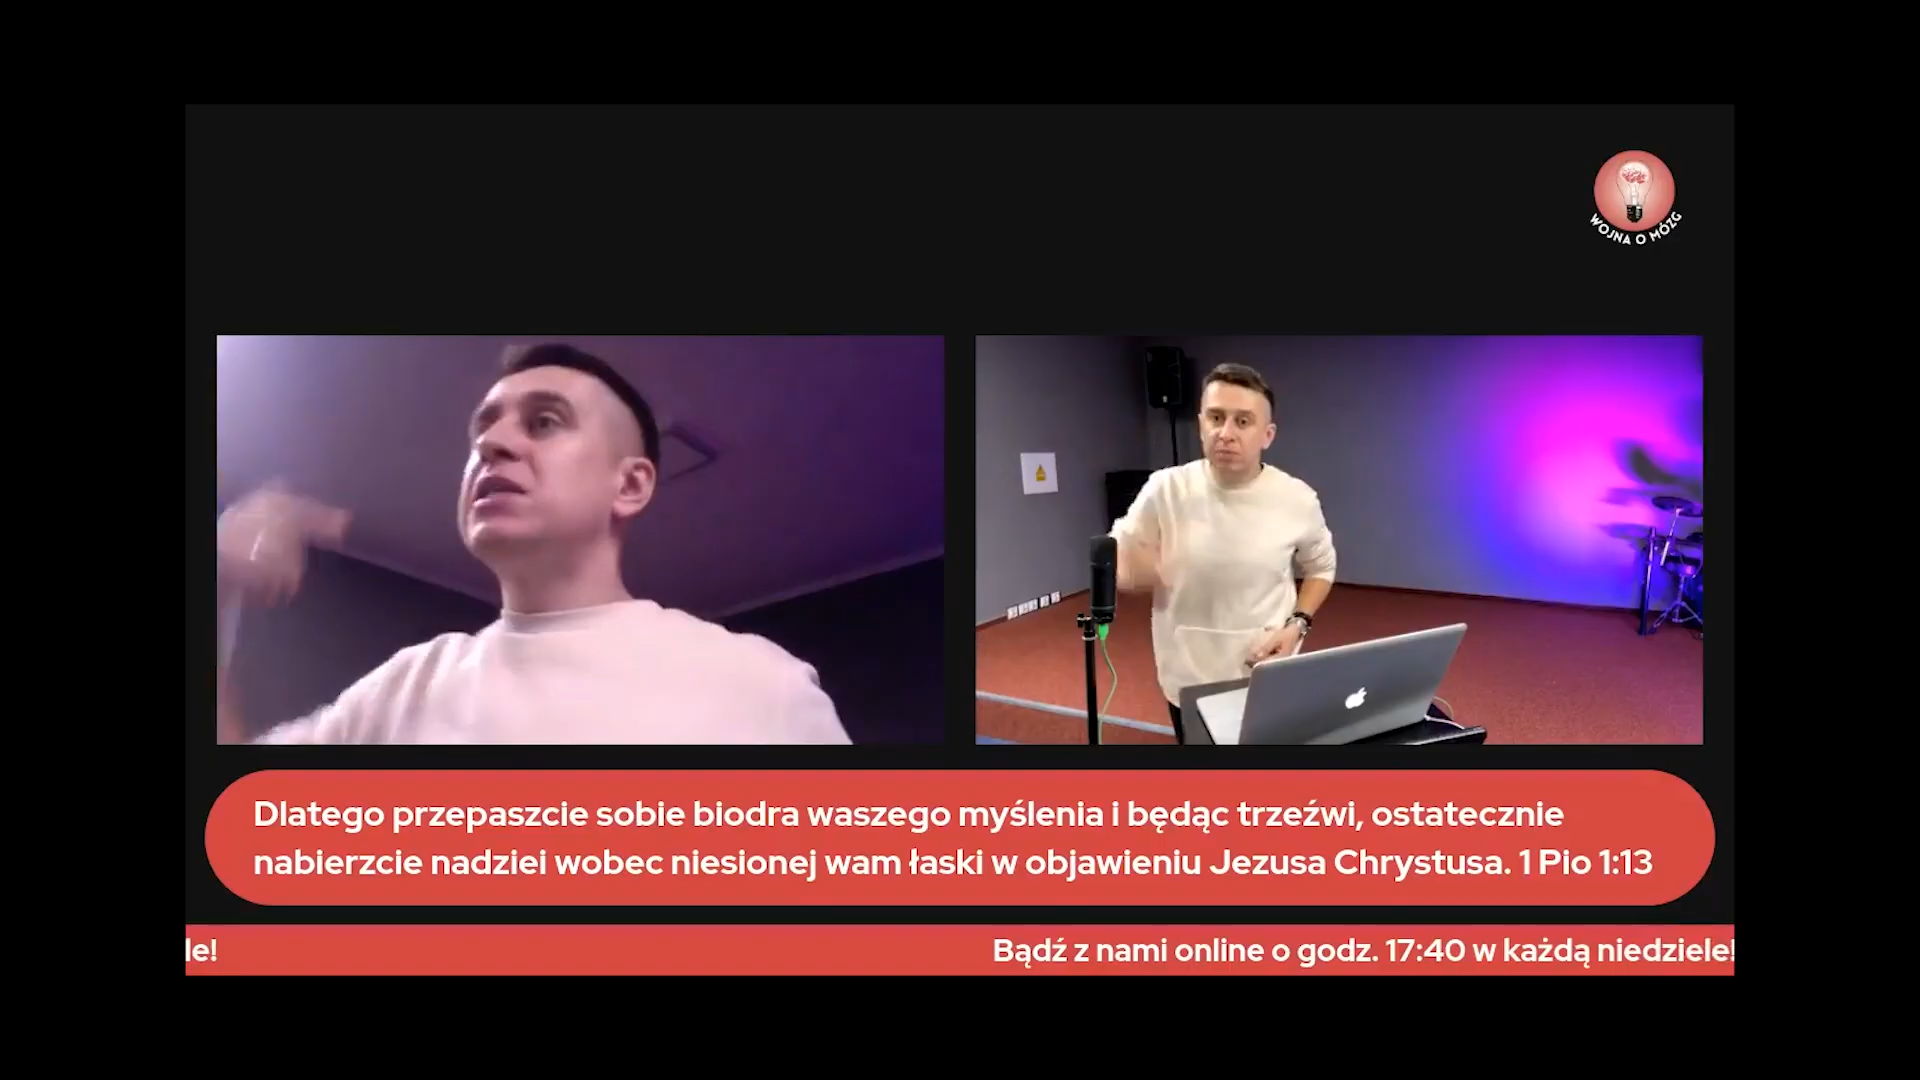 WOJNA O MÓZG
Dlatego przepaszcie sobie biodra waszego myślenia i będąc trzeźwi, ostatecznie
nabierzcie nadziei wobec niesionej wam łaski w objawieniu Jezusa Chrystusa. 1 Pio 1:13
le!
Bądź z nami online o godz. 17:40 w każdą niedziele!